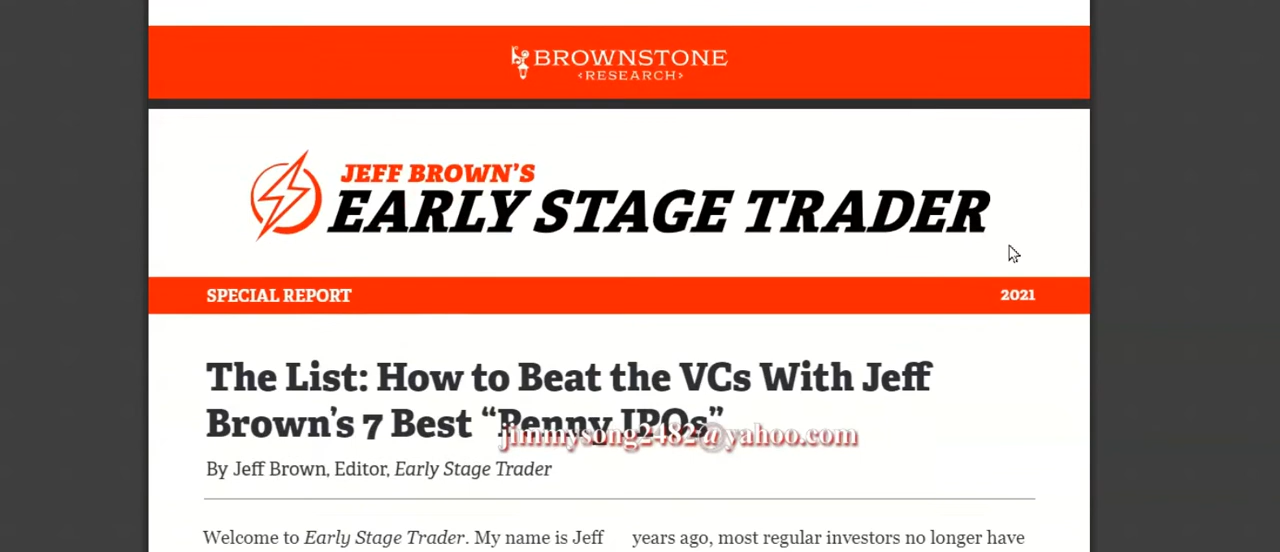 BROWNSTONE
<RESEARCH>
JEFF BROWN'S
EARLY STAGE TRADER
SPECIAL REPORT 2021
The List: How to Beat the VCs With Jeff
Brown's 7 Best “Penny IPOs”
jimmysong2482@yahoo.com
By Jeff Brown, Editor, Early Stage Trader
Welcome to Early Stage Trader. My name is Jeff
years ago, most regular investors no longer have